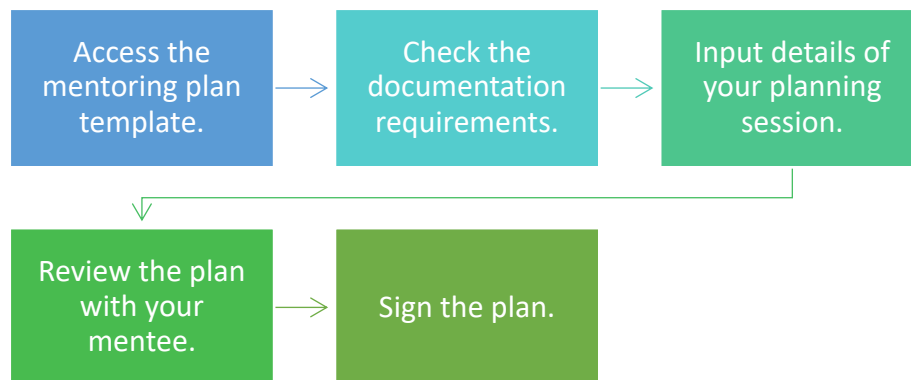 Access the
mentoring plan
template.
Check the
documentation
requirements.
Input details of
your planning
session.
Review the plan
with your
mentee.
Sign the plan.